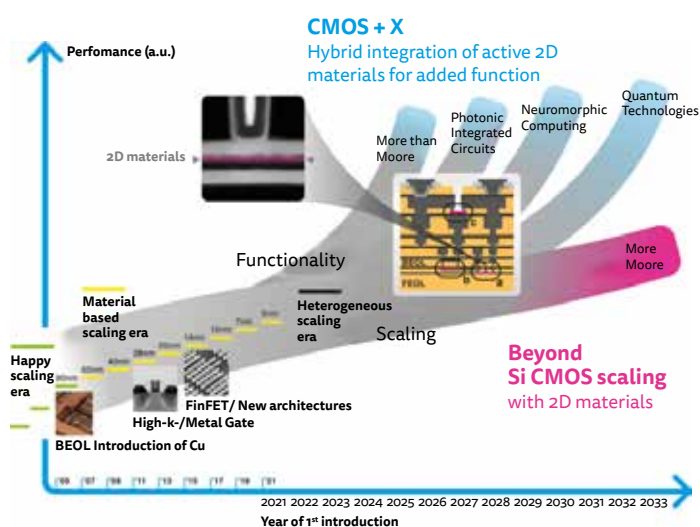 CMOS + X
Hybrid integration of active 2D
materials for added function
Perfomance (a.u.)
Quantum
Technologies
Neuromorphic
Computing
Photonic
Integrated
Circuits
More than
Moore
2D materials
More
Moore
Functionality
BEOL
FEOL
Material
based
scaling era
Heterogeneous
scaling
era
Scaling
Happy
scaling
era
Beyond
Si CMOS scaling
with 2D materials
FinFET/ New architectures
High-k-/Metal Gate
BEOL Introduction of Cu
2021 2022 2023 2024 2025 2026 2027 2028 2029 2030 2031 2032 2033
Year of 1st introduction